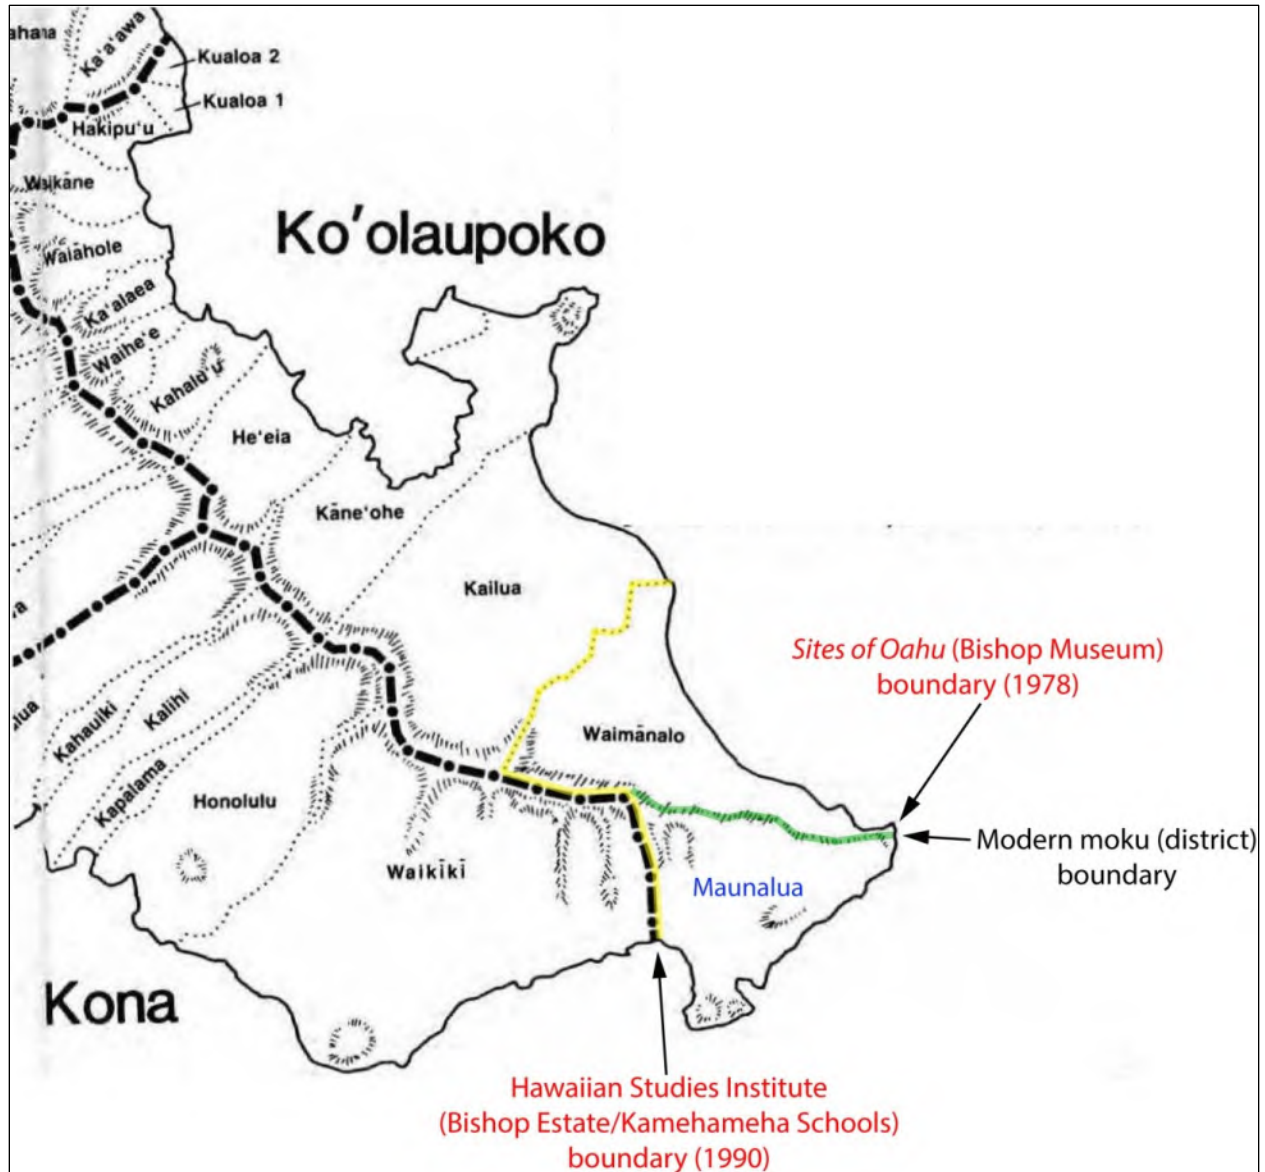 Ka'a'awa
Kualoa 2
Kualoa 1
Hakipu'u
Waikāne
Waiāhole
Ka'alaea
Waihe'e
Kahalu'u
Ko'olaupoko
He'eia
Kāne'ohe
Kailua
Sites of Oahu (Bishop Museum)
boundary (1978)
Waimānalo
Kahauiki
Kalihi
Kapalama
Honolulu
Modern moku (district)
boundary
Waikīkī
Maunalua
Kona
Hawaiian Studies Institute
(Bishop Estate/Kamehameha Schools)
boundary (1990)